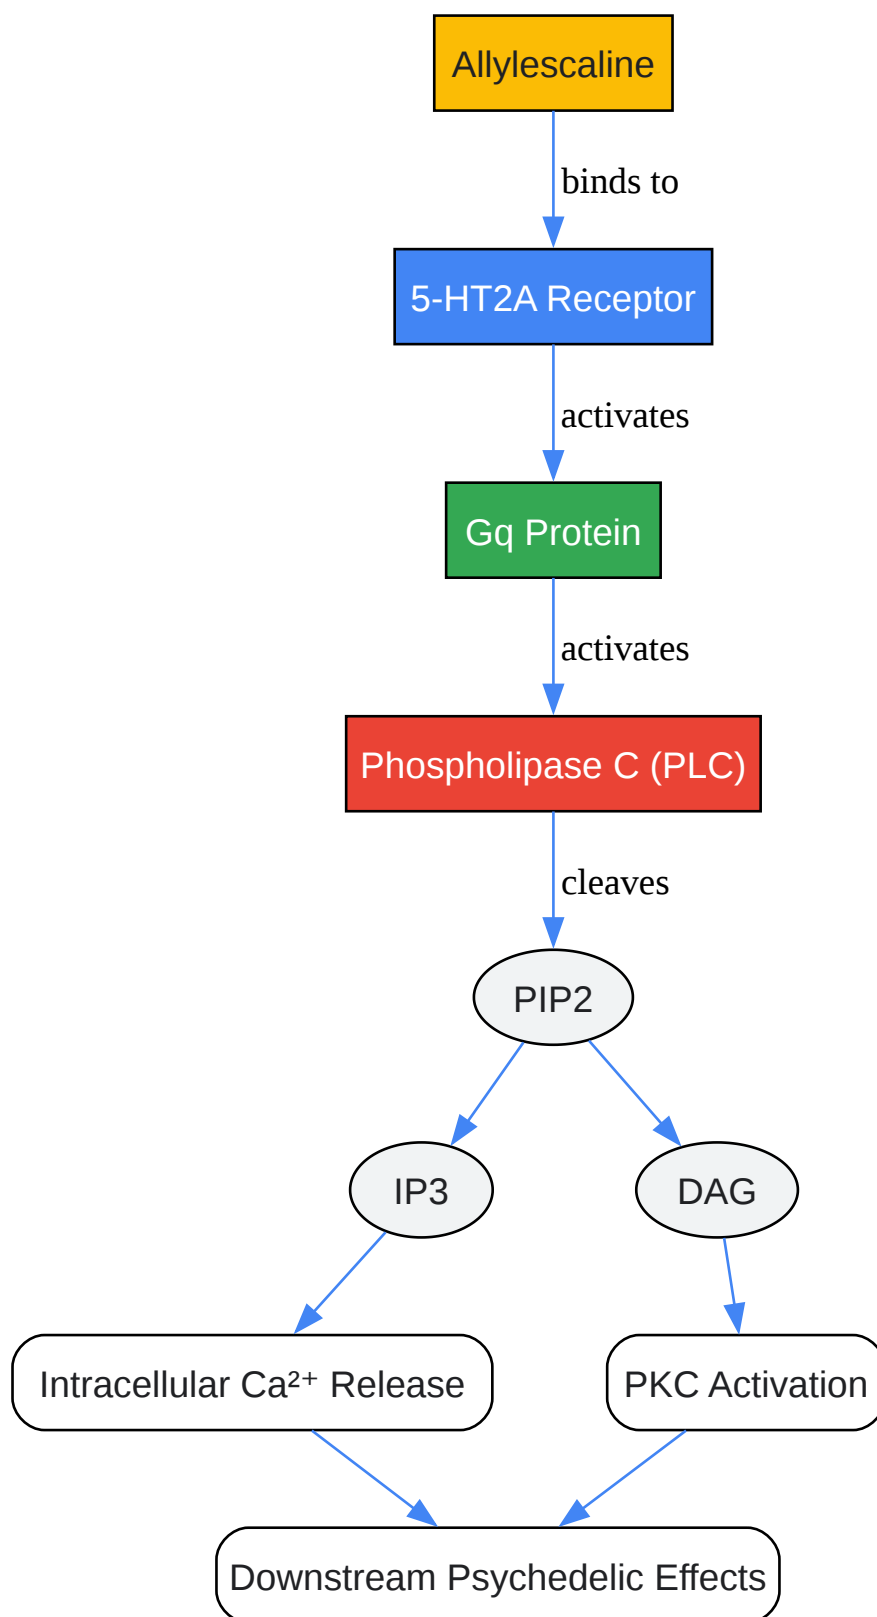 Allylescaline
binds to
5-HT2A Receptor
activates
Gq Protein
activates
Phospholipase C (PLC)
cleaves
PIP2
IP3
DAG
Intracellular Ca²⁺ Release
PKC Activation
Downstream Psychedelic Effects